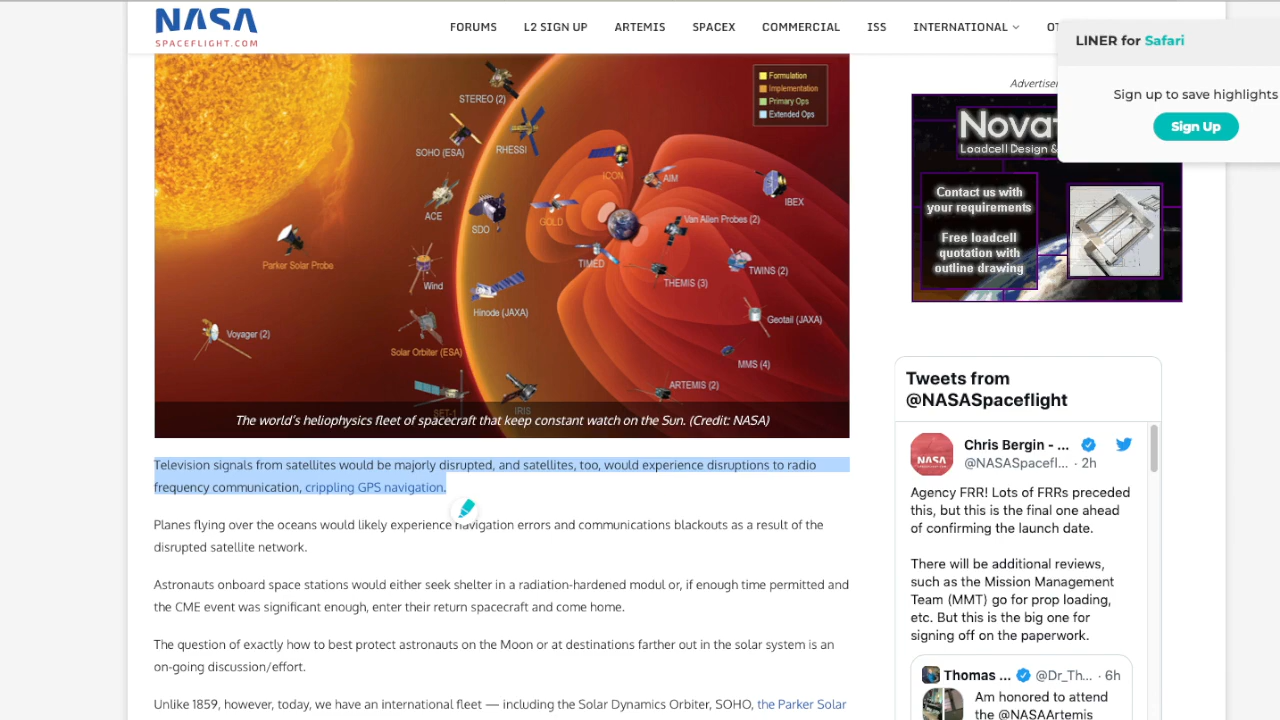 NASA
SPACEFLIGHT.COM
FORUMS L2 SIGN UP ARTEMIS SPACEX COMMERCIAL ISS INTERNATIONAL
LINER for Safari
Sign up to save highlights
Sign Up
Formulation
Implementation
Primary Ops
Extended Ops
STEREO (2)
SOHO (ESA)
RHESSI
ICON
AIM
IBEX
ACE
SDO
GOLD
Van Allen Probes (2)
Parker Solar Probe
TIMED
TWINS (2)
Wind
THEMIS (3)
Hinode (JAXA)
Geotail (JAXA)
Voyager (2)
Solar Orbiter (ESA)
MMS (4)
ARTEMIS (2)
SET-1
IRIS
The world's heliophysics fleet of spacecraft that keep constant watch on the Sun. (Credit: NASA)
Television signals from satellites would be majorly disrupted, and satellites, too, would experience disruptions to radio
frequency communication, crippling GPS navigation.
Planes flying over the oceans would likely experience navigation errors and communications blackouts as a result of the
disrupted satellite network.
Astronauts onboard space stations would either seek shelter in a radiation-hardened modul or, if enough time permitted and
the CME event was significant enough, enter their return spacecraft and come home.
The question of exactly how to best protect astronauts on the Moon or at destinations farther out in the solar system is an
on-going discussion/effort.
Unlike 1859, however, today, we have an international fleet — including the Solar Dynamics Orbiter, SOHO, the Parker Solar
Loadcell Design &
Contact us with
your requirements
Free loadcell
quotation with
outline drawing
Tweets from
@NASASpaceflight
NASA
Chris Bergin - ...
@NASASpacefl... · 2h
Agency FRR! Lots of FRRs preceded
this, but this is the final one ahead
of confirming the launch date.
There will be additional reviews,
such as the Mission Management
Team (MMT) go for prop loading,
etc. But this is the big one for
signing off on the paperwork.
Thomas ... @Dr_Th... · 6h
Am honored to attend
the @NASAArtemis